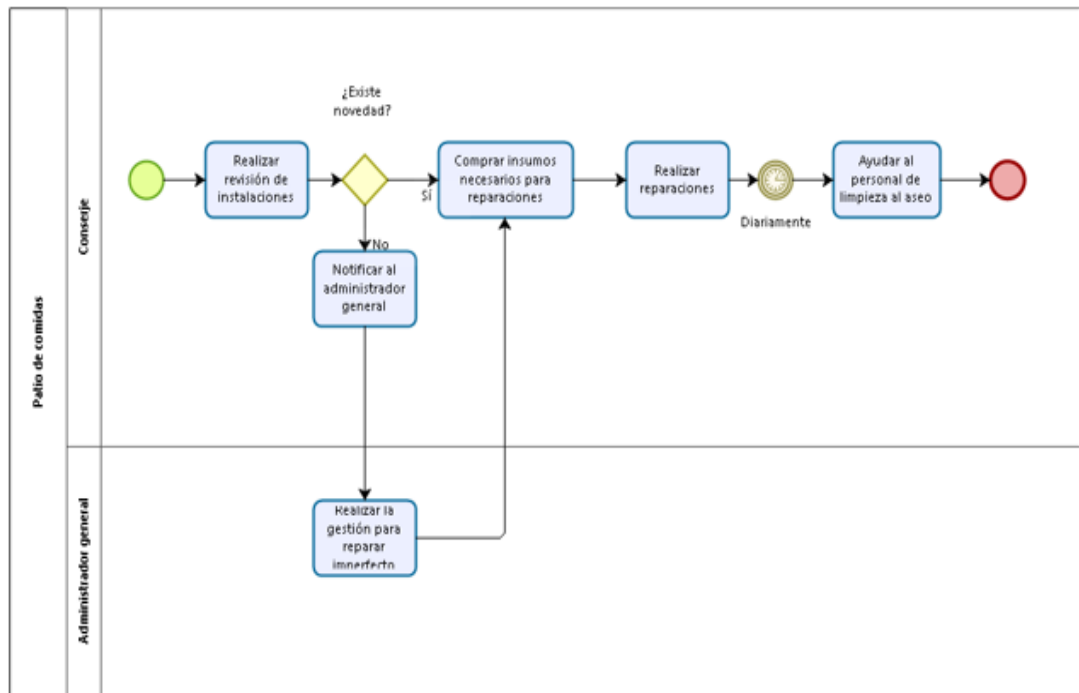 Patio de comidas
Conserje
Administrador general
¿Existe
novedad?
Realizar
revisión de
instalaciones
Sí
No
Comprar insumos
necesarios para
reparaciones
Realizar
reparaciones
Diariamente
Ayudar al
personal de
limpieza al aseo
Notificar al
administrador
general
Realizar la
gestión para
reparar
imperfecto